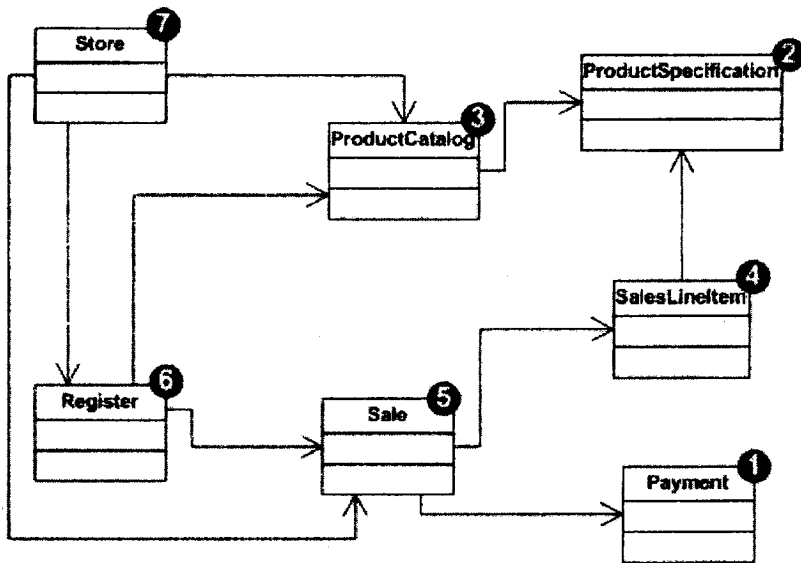 Store
7
ProductSpecification
2
ProductCatalog
3
SalesLineItem
4
Register
6
Sale
5
Payment
1